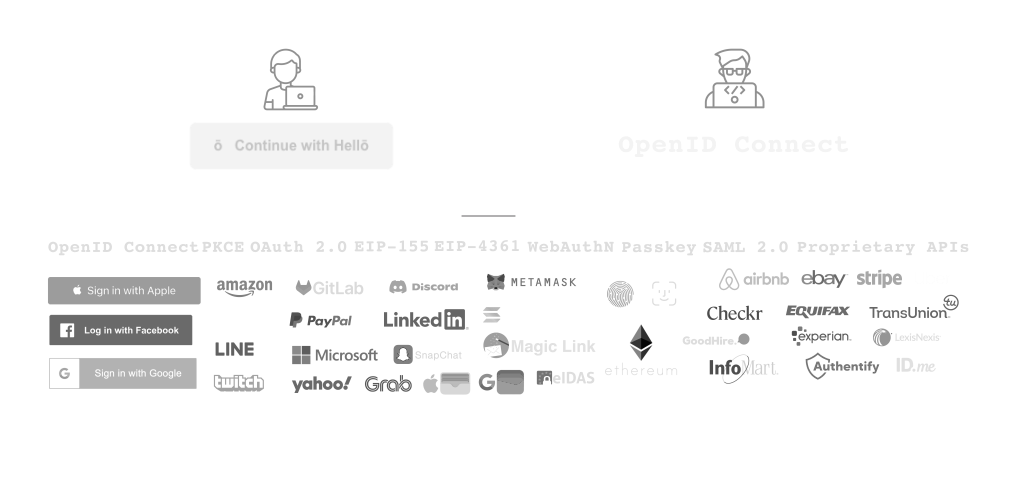 ō Continue with Hellō
OpenID Connect
OpenID Connect PKCE OAuth 2.0 EIP-155 EIP-4361 WebAuthN Passkey SAML 2.0 Proprietary APIs
Sign in with Apple amazon GitLab Discord METAMASK airbnb ebay stripe
Log in with Facebook PayPal LinkedIn Checkr EQUIFAX TransUnion. tu
LINE Microsoft SnapChat Magic Link GoodHire. experian. LexisNexis
G Sign in with Google twitch yahoo! Grab G eIDAS ethereum InfoMart. Authentify ID.me